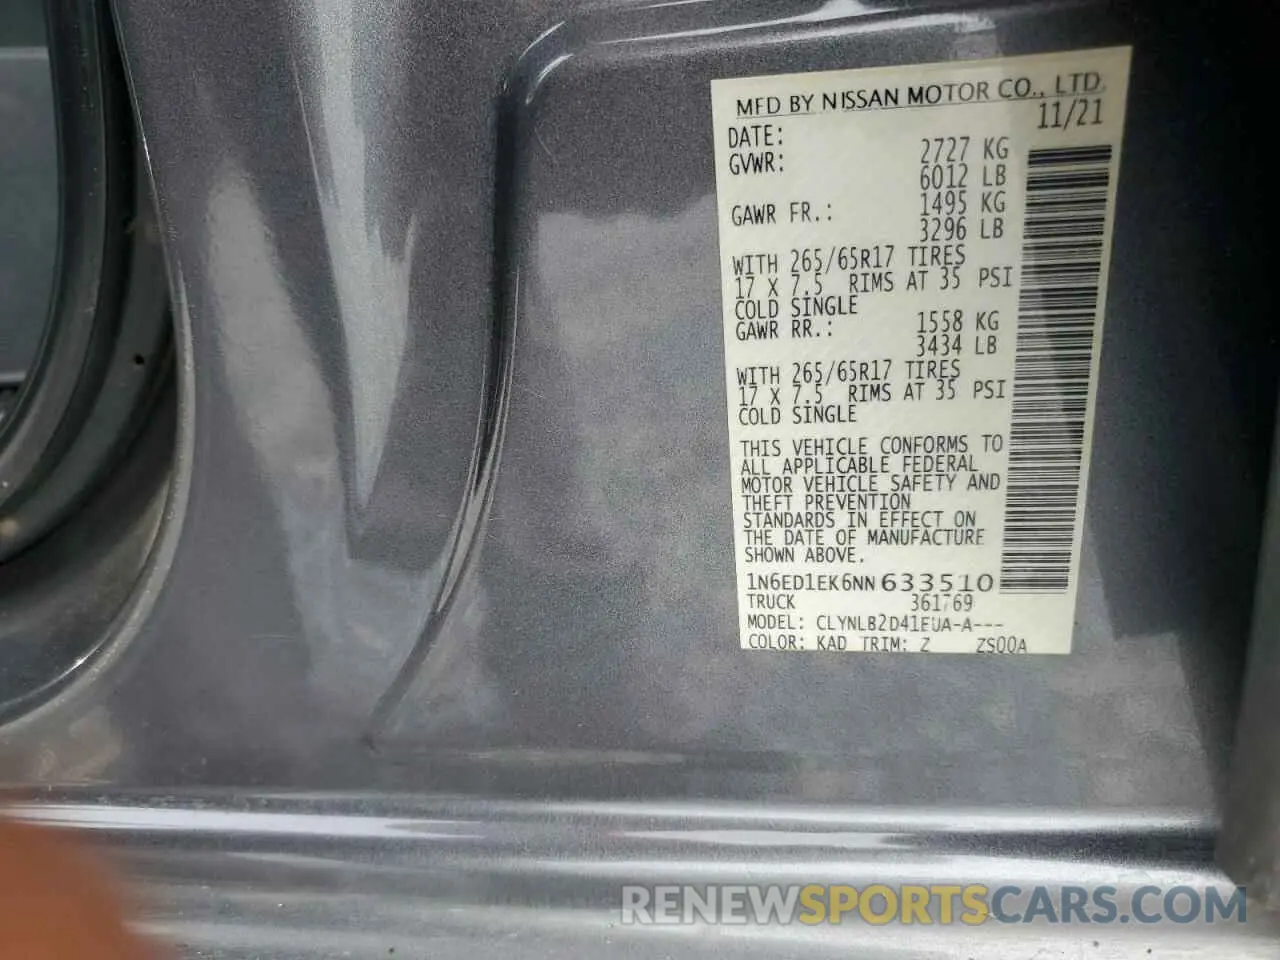 MFD BY NISSAN MOTOR CO., LTD.
DATE: 11/21
GVWR: 2727 KG
6012 LB
GAWR FR.: 1495 KG
3296 LB
WITH 265/65R17 TIRES
17 X 7.5 RIMS AT 35 PSI
COLD SINGLE
GAWR RR.: 1558 KG
3434 LB
WITH 265/65R17 TIRES
17 X 7.5 RIMS AT 35 PSI
COLD SINGLE
THIS VEHICLE CONFORMS TO
ALL APPLICABLE FEDERAL
MOTOR VEHICLE SAFETY AND
THEFT PREVENTION
STANDARDS IN EFFECT ON
THE DATE OF MANUFACTURE
SHOWN ABOVE.
1N6ED1EK6NN 633510
TRUCK 361769
MODEL: CLYNLB2D41EUA-A---
COLOR: KAD TRIM: Z ZS00A
RENEWSPORTSCARS.COM